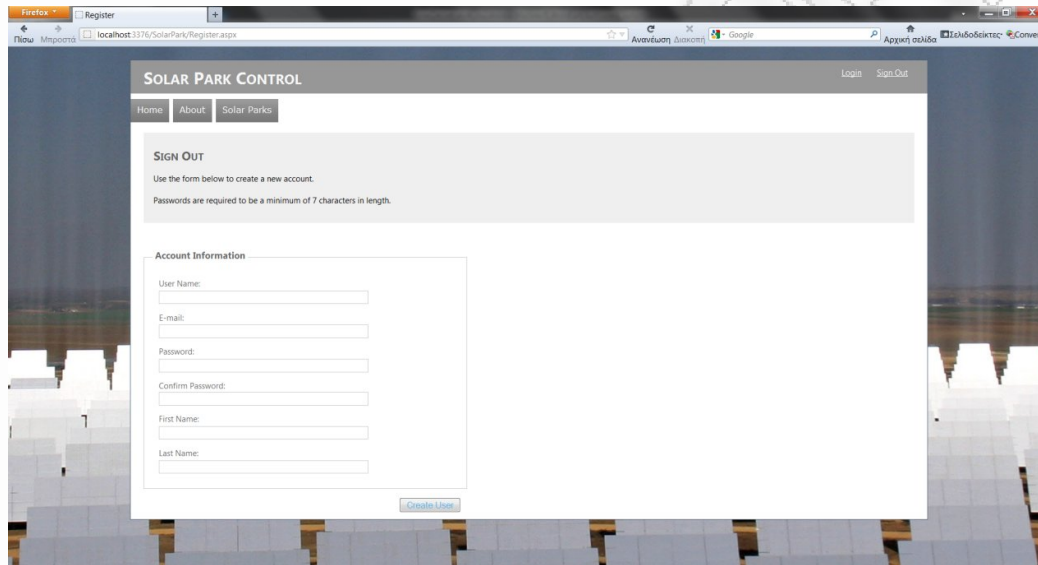 Firefox
Register
+
Πίσω Μπροστά localhost:3376/SolarPark/Register.aspx Ανανέωση Διακοπή Google Αρχική σελίδα Σελιδοδείκτες Conver
SOLAR PARK CONTROL
Login Sign Out
Home About Solar Parks
SIGN OUT
Use the form below to create a new account.
Passwords are required to be a minimum of 7 characters in length.
Account Information
User Name:
E-mail:
Password:
Confirm Password:
First Name:
Last Name:
Create User